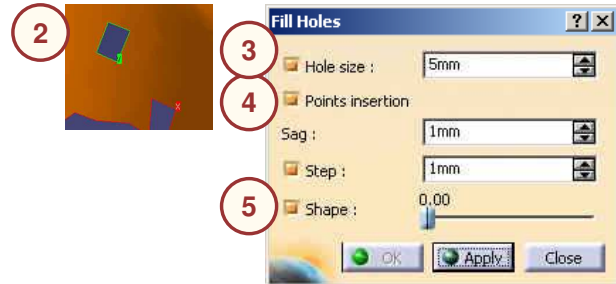 2
V
X
Fill Holes
? X
3
Hole size : 5mm
4
Points insertion
Sag : 1mm
Step : 1mm
5
Shape : 0.00
OK Apply Close